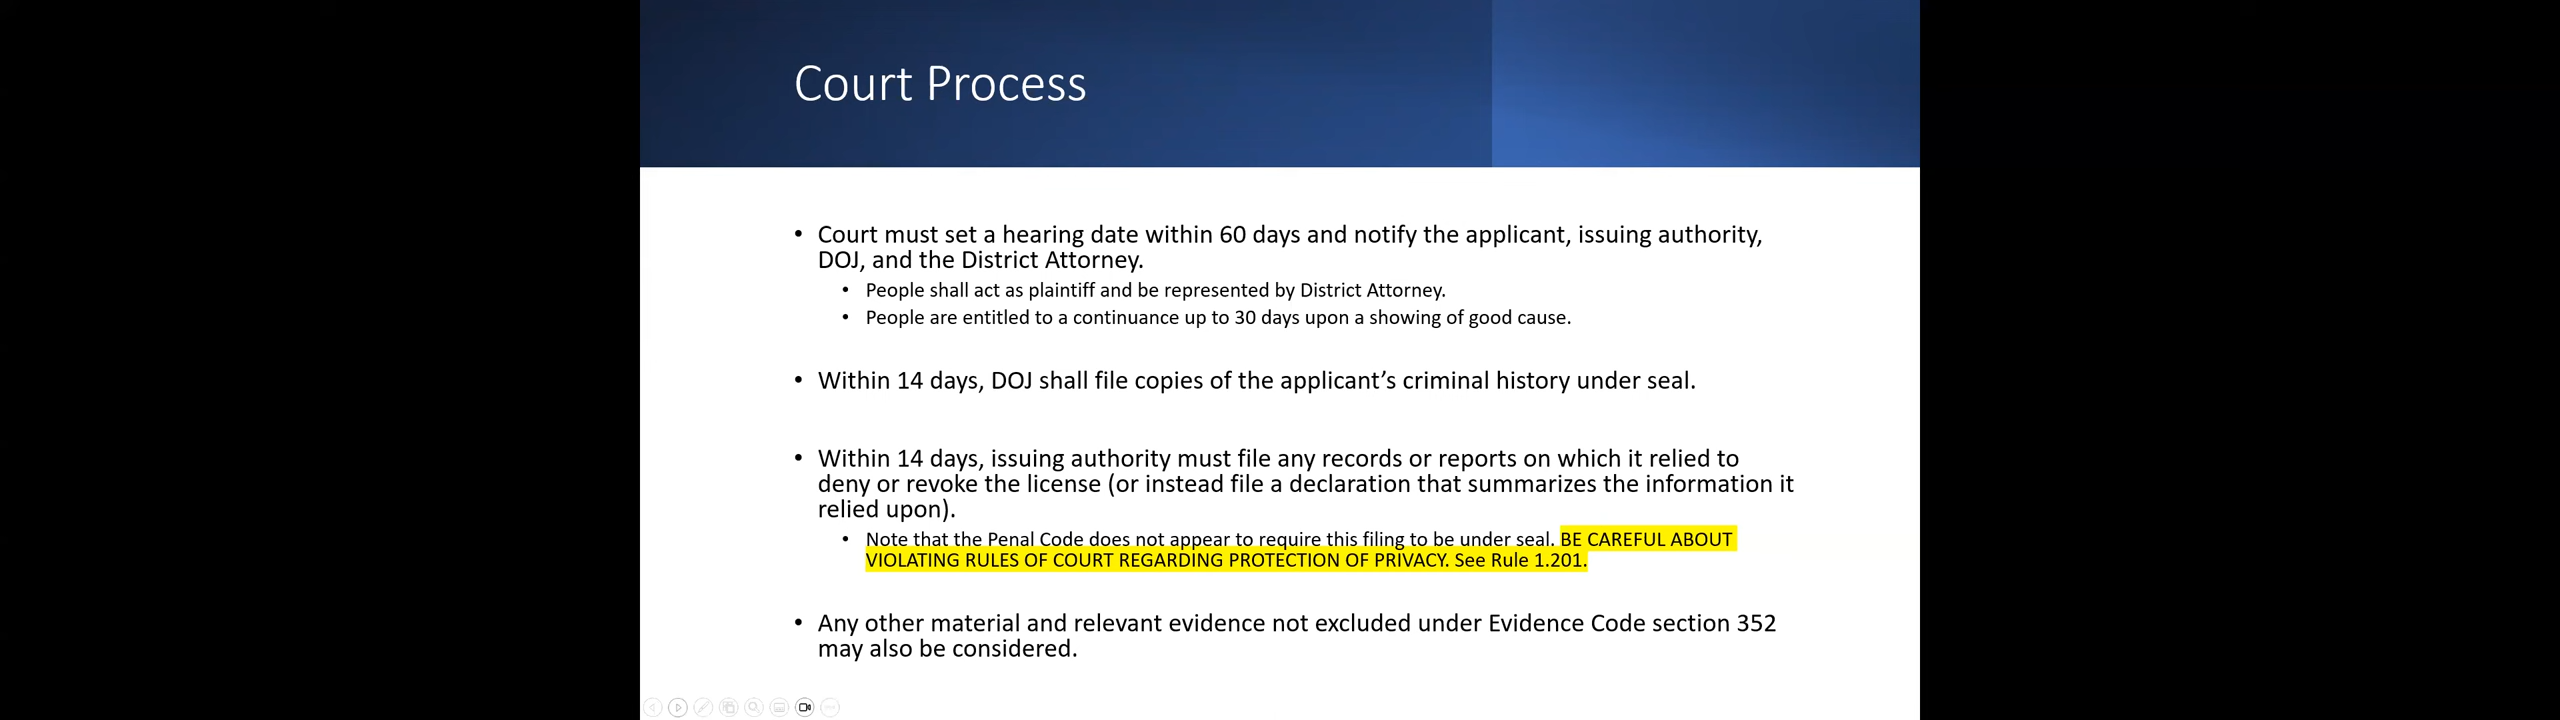 Court Process
• Court must set a hearing date within 60 days and notify the applicant, issuing authority,
DOJ, and the District Attorney.
• People shall act as plaintiff and be represented by District Attorney.
• People are entitled to a continuance up to 30 days upon a showing of good cause.
• Within 14 days, DOJ shall file copies of the applicant’s criminal history under seal.
• Within 14 days, issuing authority must file any records or reports on which it relied to
deny or revoke the license (or instead file a declaration that summarizes the information it
relied upon).
• Note that the Penal Code does not appear to require this filing to be under seal. BE CAREFUL ABOUT
VIOLATING RULES OF COURT REGARDING PROTECTION OF PRIVACY. See Rule 1.201.
• Any other material and relevant evidence not excluded under Evidence Code section 352
may also be considered.